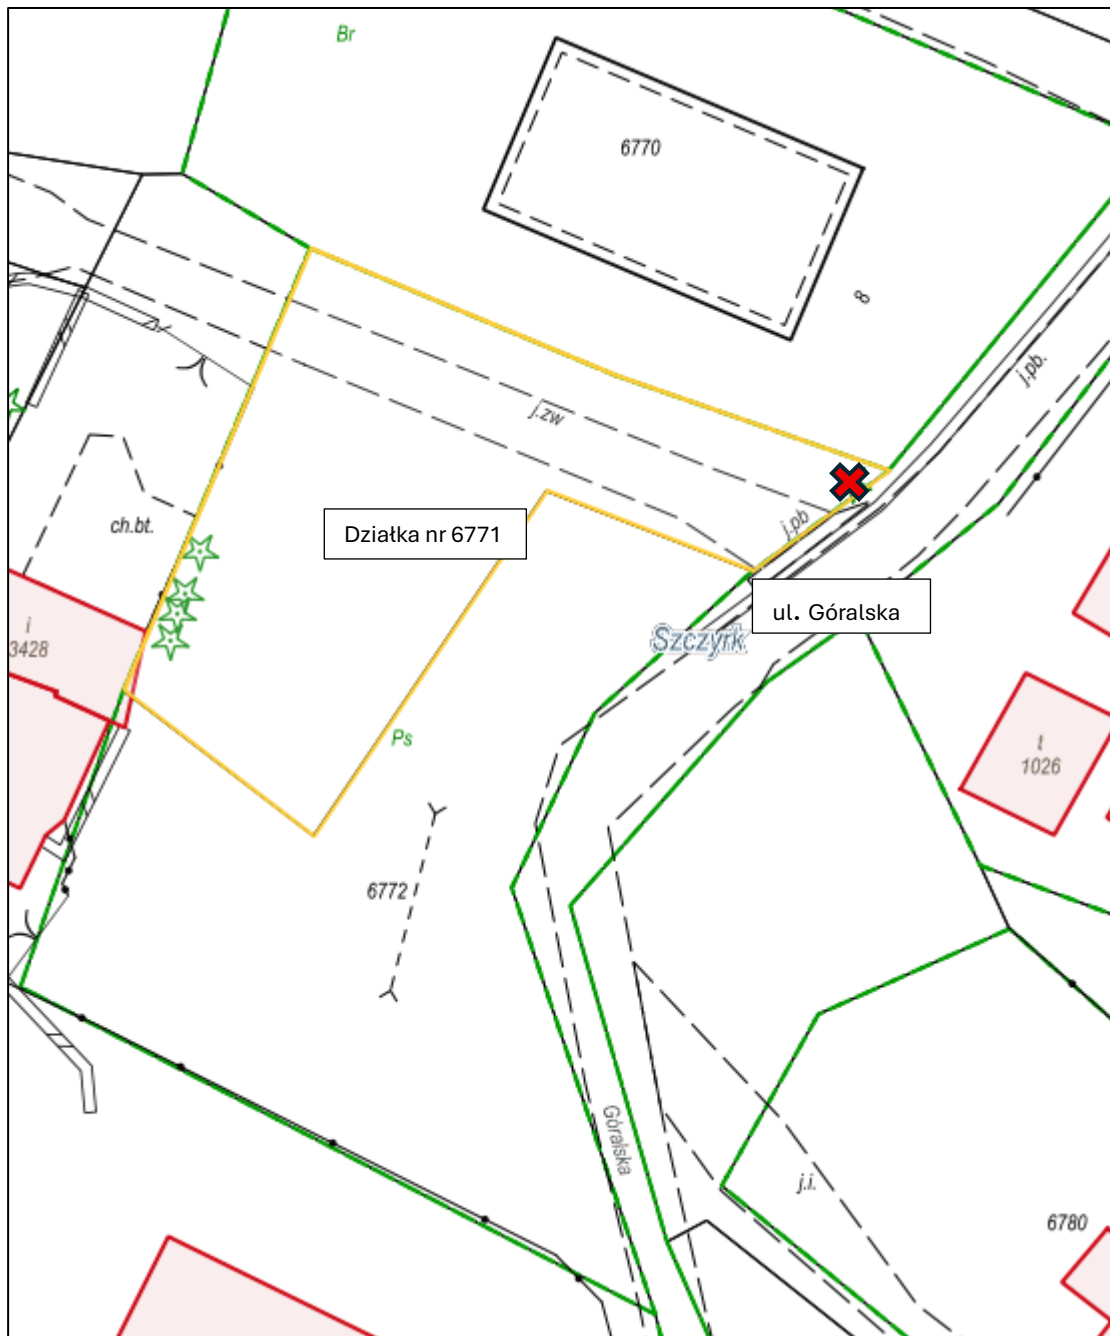 Br
6770
8
j.pb.
j.zw
ch.bt.
Działka nr 6771
j.pb
ul. Góralska
i
3428
Szczyrk
Ps
t
1026
6772
Góralska
j.i.
6780